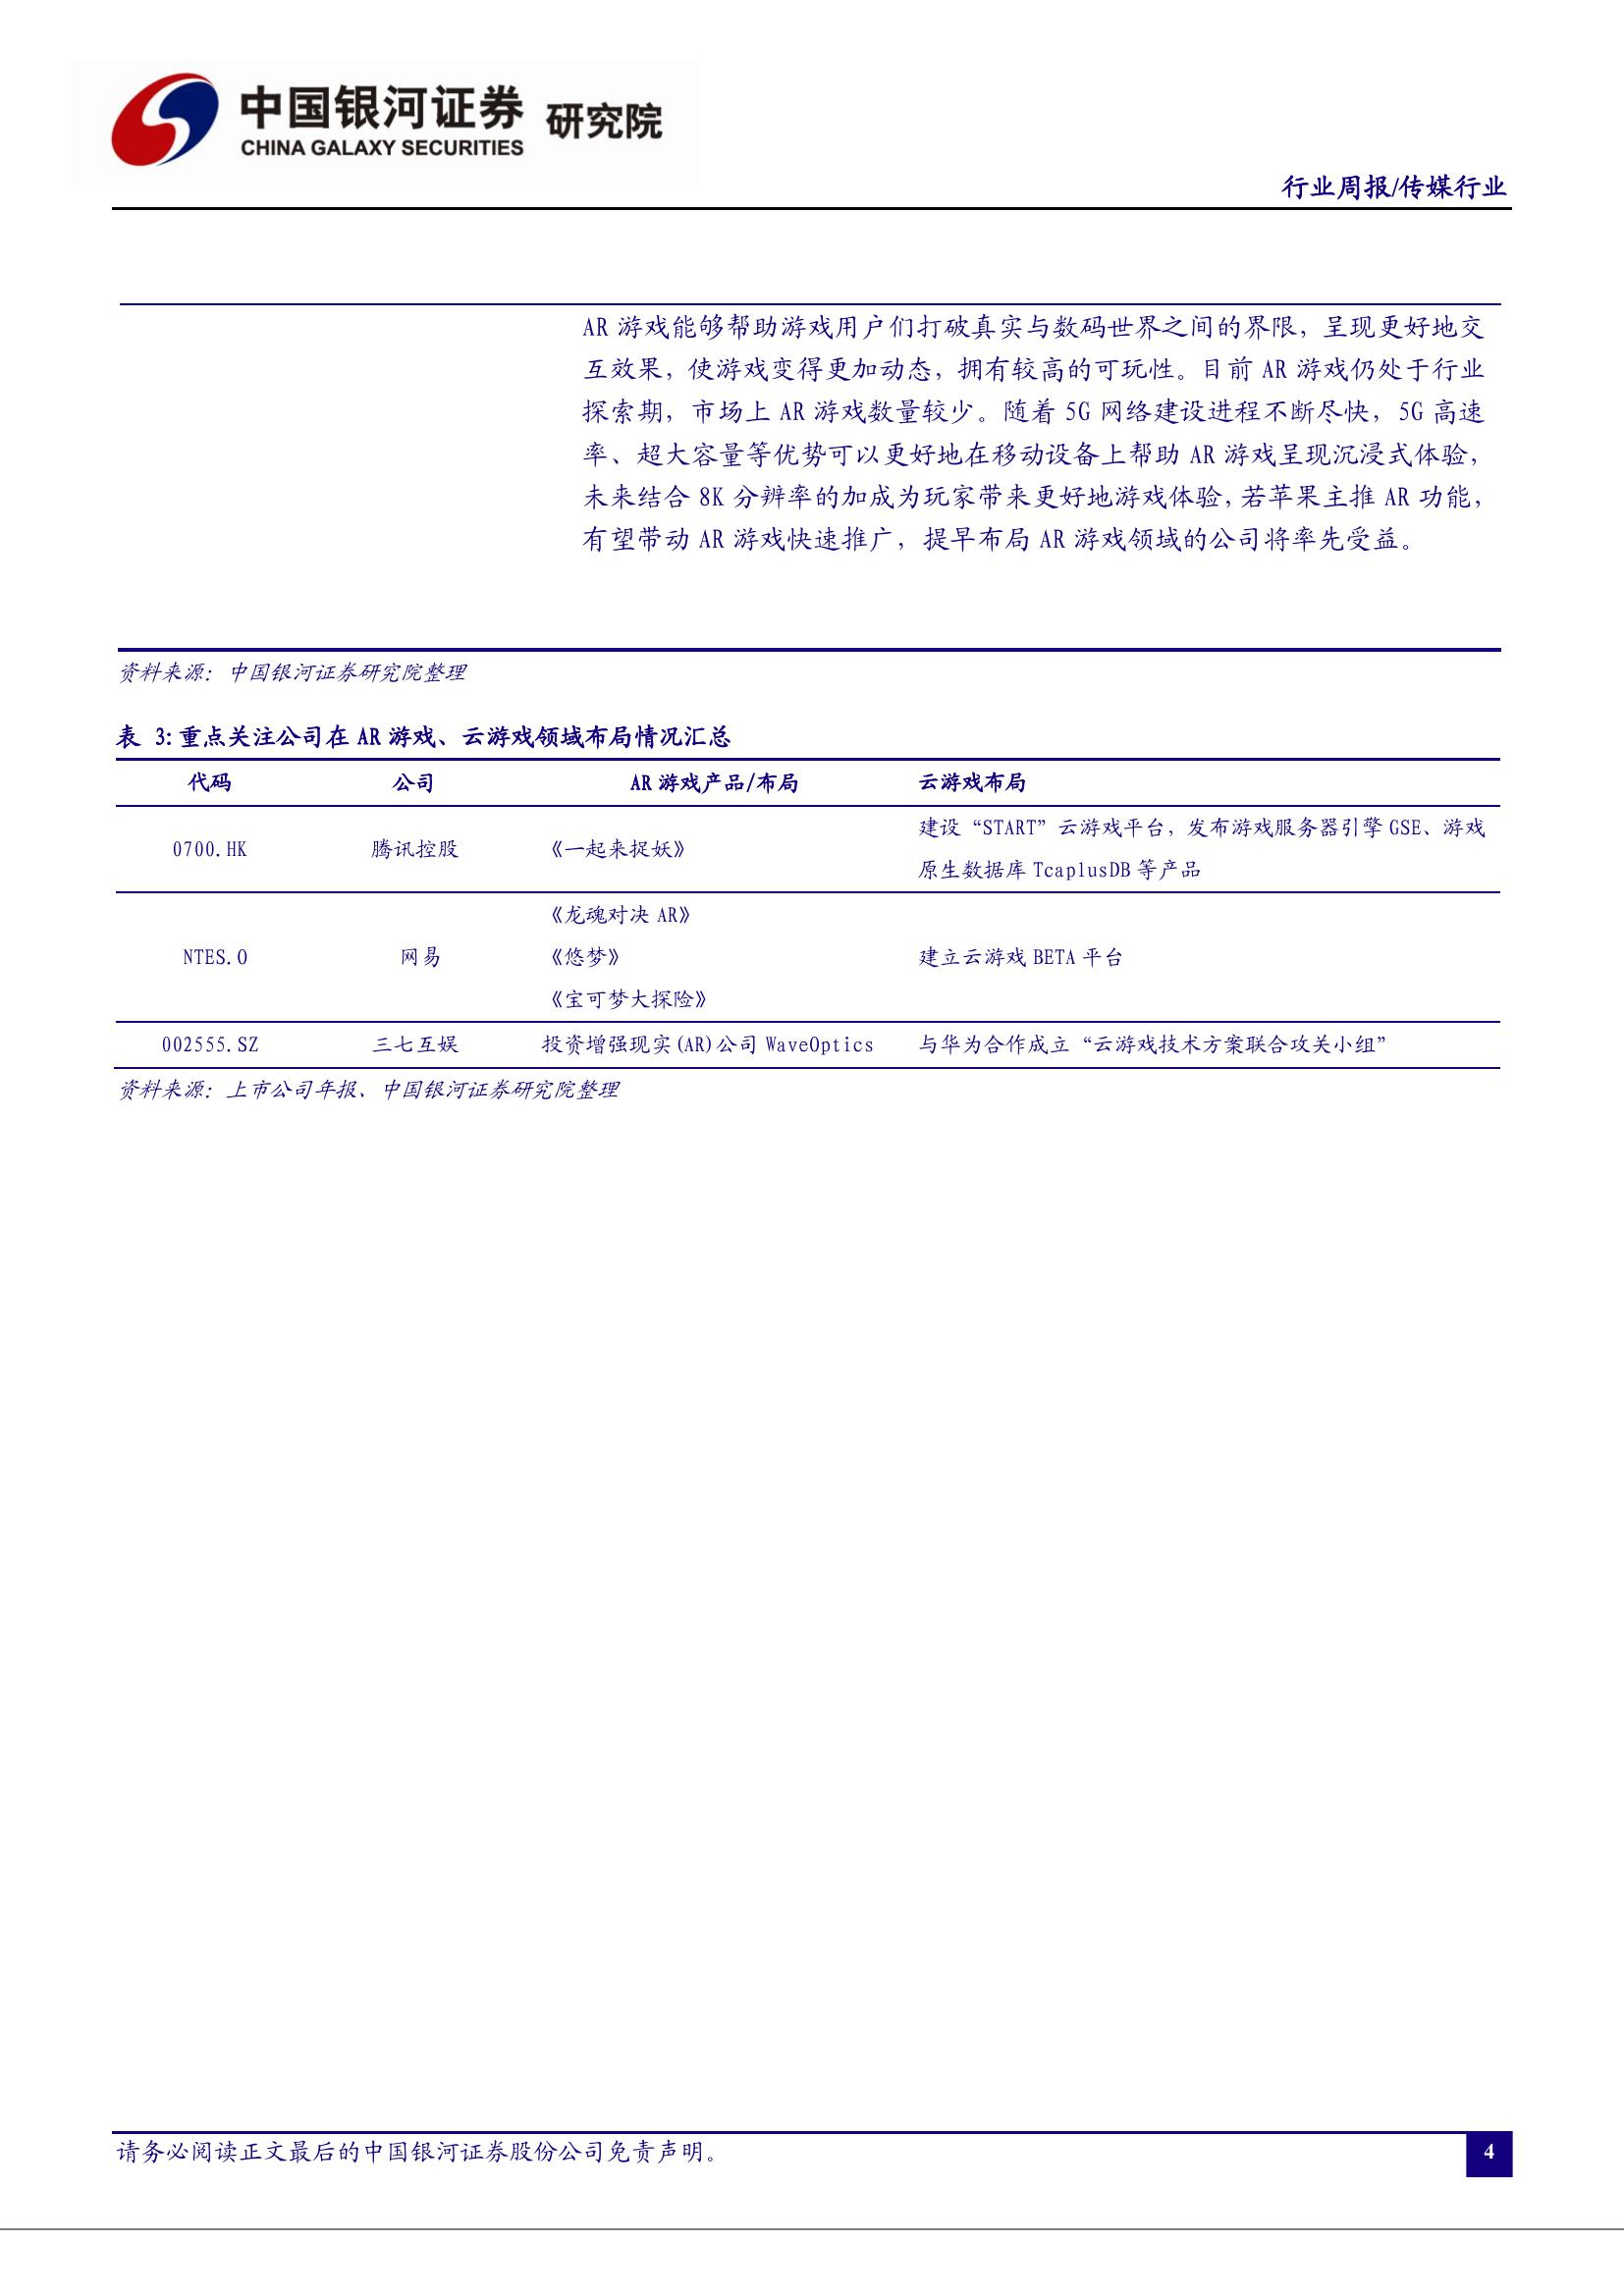 中国银河证券 研究院
CHINA GALAXY SECURITIES
行业周报/传媒行业
AR 游戏能够帮助游戏用户们打破真实与数码世界之间的界限，呈现更好地交
互效果，使游戏变得更加动态，拥有较高的可玩性。目前 AR 游戏仍处于行业
探索期，市场上 AR 游戏数量较少。随着 5G 网络建设进程不断尽快，5G 高速
率、超大容量等优势可以更好地在移动设备上帮助 AR 游戏呈现沉浸式体验，
未来结合 8K 分辨率的加成为玩家带来更好地游戏体验，若苹果主推 AR 功能，
有望带动 AR 游戏快速推广，提早布局 AR 游戏领域的公司将率先受益。
资料来源：中国银河证券研究院整理
表 3:重点关注公司在 AR 游戏、云游戏领域布局情况汇总
代码 公司 AR 游戏产品/布局 云游戏布局
0700.HK 腾讯控股 《一起来捉妖》 建设“START”云游戏平台，发布游戏服务器引擎 GSE、游戏
原生数据库 TcaplusDB 等产品
《龙魂对决 AR》
NTES.O 网易 《悠梦》 建立云游戏 BETA 平台
《宝可梦大探险》
002555.SZ 三七互娱 投资增强现实(AR)公司 WaveOptics 与华为合作成立“云游戏技术方案联合攻关小组”
资料来源：上市公司年报、中国银河证券研究院整理
请务必阅读正文最后的中国银河证券股份公司免责声明。
4